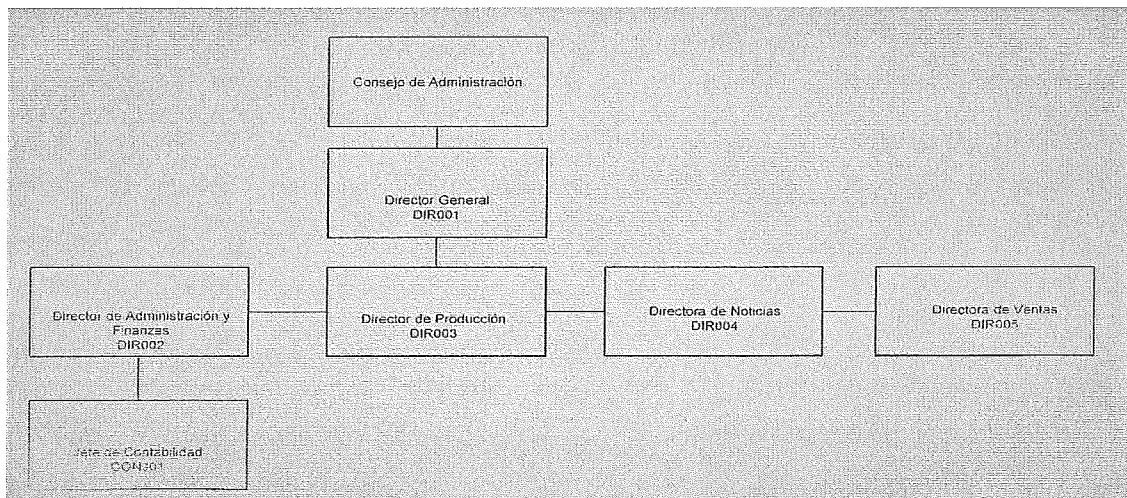 Consejo de Administración
Director General
DIR001
Director de Administración y
Finanzas
DIR002
Director de Producción
DIR003
Directora de Noticias
DIR004
Directora de Ventas
DIR005
de Contabilidad